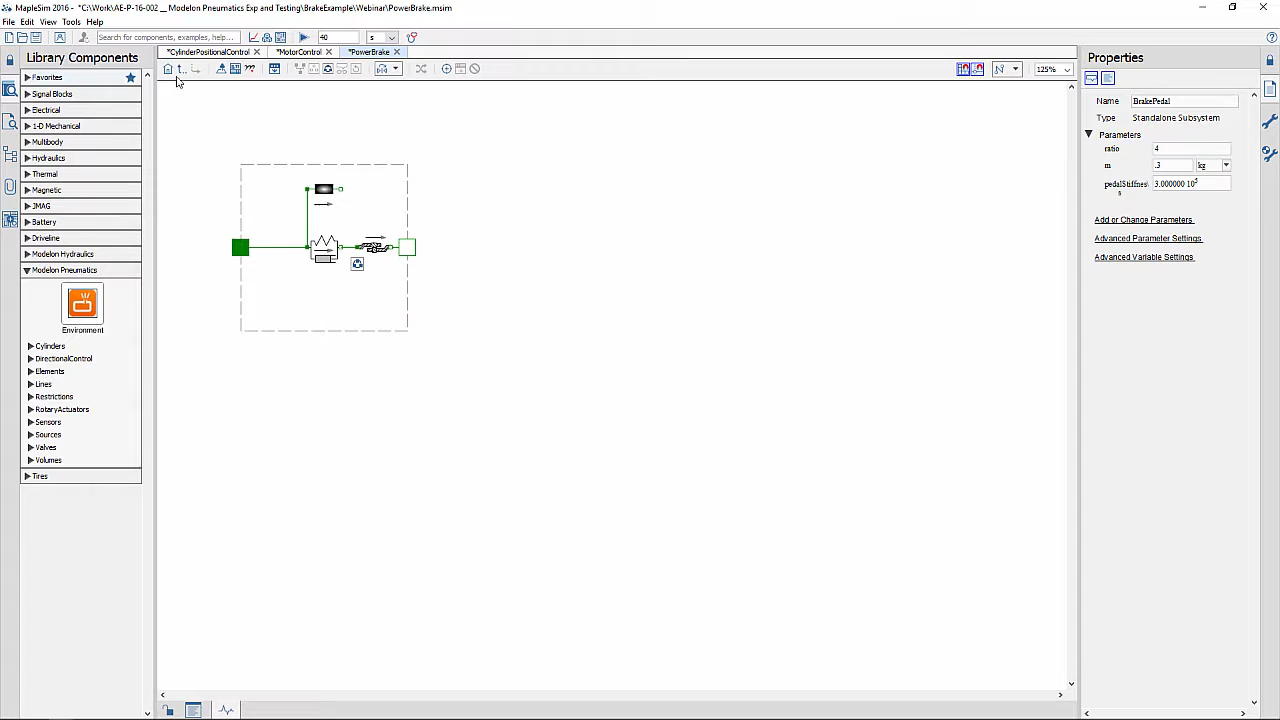 MapleSim 2016 - *C:\Work\AE-P-16-002 _ Modelon Pneumatics Exp and Testing\BrakeExample\Webinar\PowerBrake.msim
File Edit View Tools Help
Search for components, examples, help...
40
s
Library Components
*CylinderPositionalControl
*MotorControl
*PowerBrake
125%
Favorites
Signal Blocks
Electrical
1-D Mechanical
Multibody
Hydraulics
Thermal
Magnetic
JMAG
Battery
Driveline
Modelon Hydraulics
Modelon Pneumatics
Environment
Cylinders
DirectionalControl
Elements
Lines
Restrictions
RotaryActuators
Sensors
Sources
Valves
Volumes
Tires
Properties
Name BrakePedal
Type Standalone Subsystem
Parameters
ratio 4
m .3 kg
pedalStiffness 3.000000 10⁵
Add or Change Parameters
Advanced Parameter Settings
Advanced Variable Settings